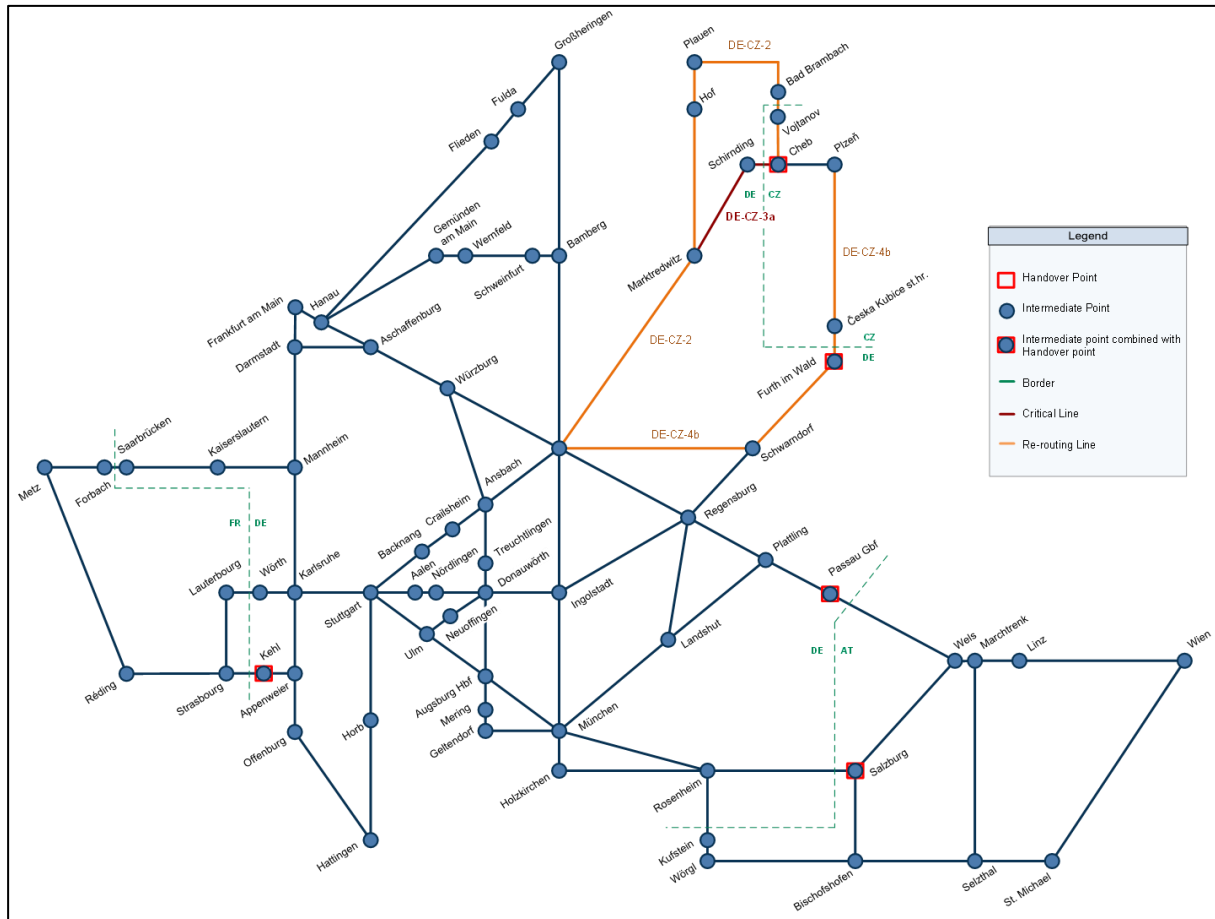 Großheringen
Plauen
DE-CZ-2
Bad Brambach
Fulda
Hof
Flieden
Vojtanov
Schirnding
Cheb
Plzeň
DE
CZ
DE-CZ-3a
Gemünden
am Main
Wernfeld
Schweinfurt
Bamberg
Marktredwitz
DE-CZ-4b
Legend
Handover Point
Intermediate Point
Intermediate point combined with
Handover point
Border
Critical Line
Re-routing Line
Frankfurt am Main
Hanau
Aschaffenburg
Darmstadt
Česka Kubice st.hr.
CZ
DE
DE-CZ-2
Furth im Wald
Würzburg
DE-CZ-4b
Schwarndorf
Saarbrücken
Kaiserslautern
Mannheim
Metz
Forbach
Ansbach
Crailsheim
Backnang
Regensburg
FR
DE
Treuchtlingen
Plattling
Passau Gbf
Lauterbourg
Wörth
Karlsruhe
Aalen
Nördlingen
Donauwörth
Stuttgart
Ingolstadt
Neuoffingen
Ulm
Landshut
DE
AT
Wels
Marchtrenk
Linz
Wien
Kehl
Réding
Strasbourg
Appenweier
Augsburg Hbf
Mering
Geltendorf
München
Horb
Offenburg
Holzkirchen
Rosenheim
Salzburg
Hattingen
Kufstein
Wörgl
Bischofshofen
Selzthal
St. Michael